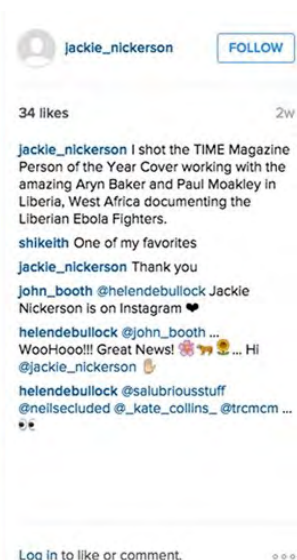 jackie_nickerson FOLLOW
34 likes 2w
jackie_nickerson I shot the TIME Magazine
Person of the Year Cover working with the
amazing Aryn Baker and Paul Moakley in
Liberia, West Africa documenting the
Liberian Ebola Fighters.
shikeith One of my favorites
jackie_nickerson Thank you
john_booth @helendebullock Jackie
Nickerson is on Instagram ❤
helendebullock @john_booth ...
WooHooo!!! Great News! 🌸🐆🌻... Hi
@jackie_nickerson ✋
helendebullock @salubriousstuff
@neilsecluded @_kate_collins_ @trcmcm ...
👀
Log in to like or comment.